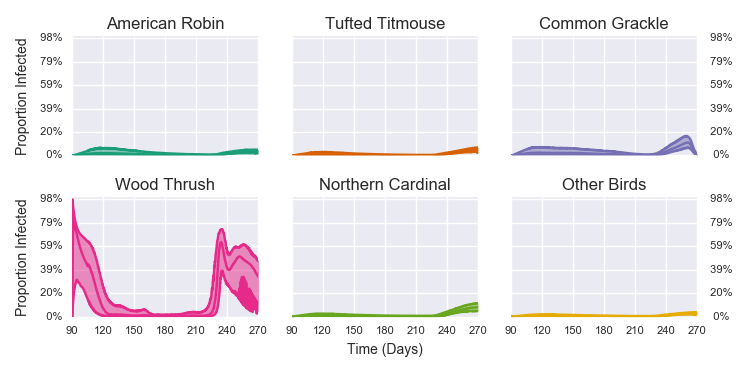 American Robin Tufted Titmouse Common Grackle
Proportion Infected
98% 98%
79% 79%
59% 59%
39% 39%
20% 20%
0% 0%
Wood Thrush Northern Cardinal Other Birds
Proportion Infected
98% 98%
79% 79%
59% 59%
39% 39%
20% 20%
0% 0%
90 120 150 180 210 240 270 90 120 150 180 210 240 270 90 120 150 180 210 240 270
Time (Days)